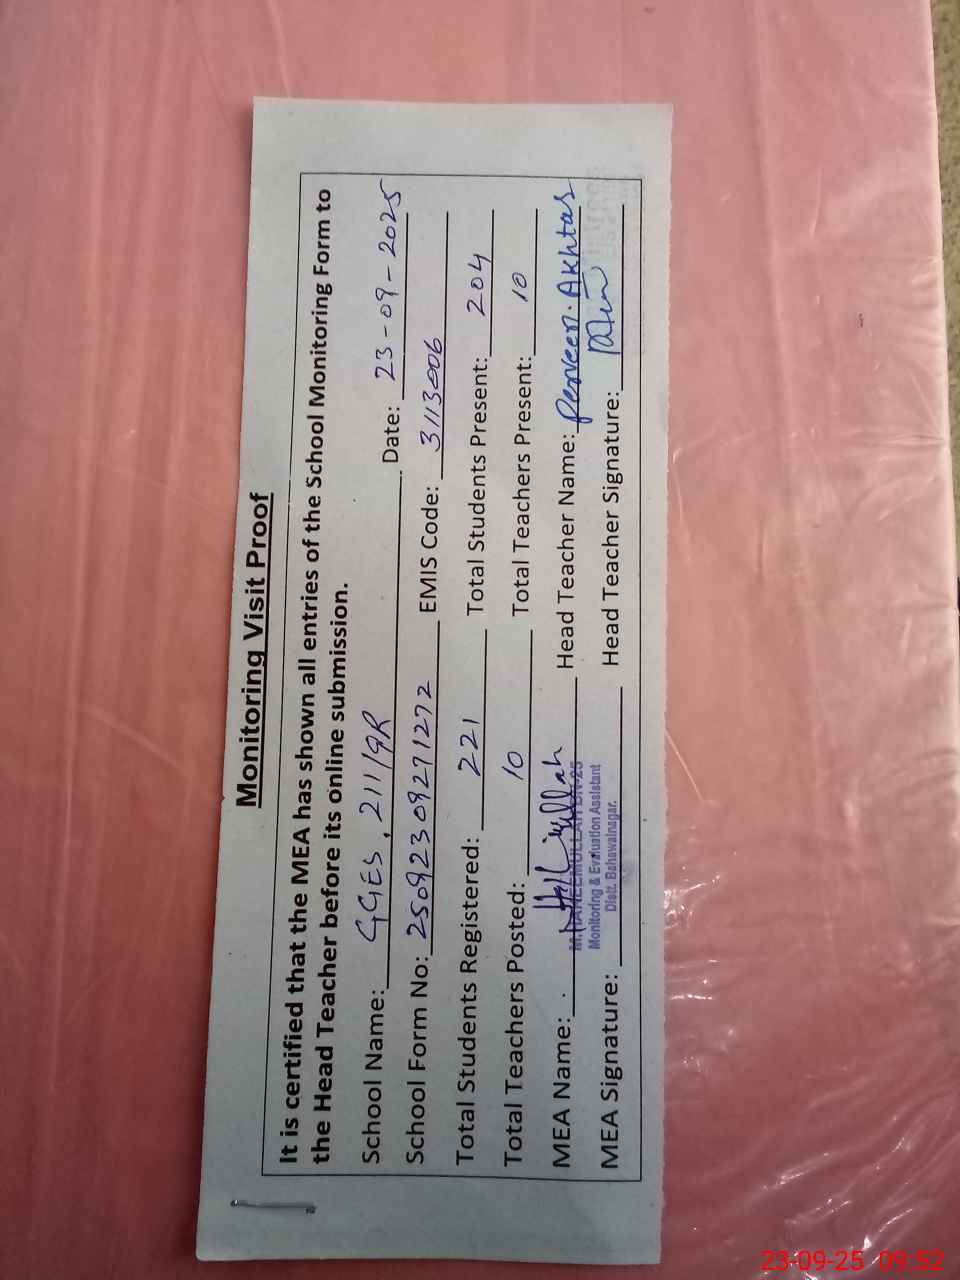 Monitoring Visit Proof
It is certified that the MEA has shown all entries of the School Monitoring Form to
the Head Teacher before its online submission.
School Name: GGES, 211/9R Date: 23-09-2025
School Form No: 25092309271272 EMIS Code: 3113006
Total Students Registered: 221 Total Students Present: 204
Total Teachers Posted: 10 Total Teachers Present: 10
MEA Name: Head Teacher Name: Perveen Akhtar
Monitoring & Evaluation Assistant
Distt. Bahawalnagar.
MEA Signature: Head Teacher Signature:
23-09-25 09:52